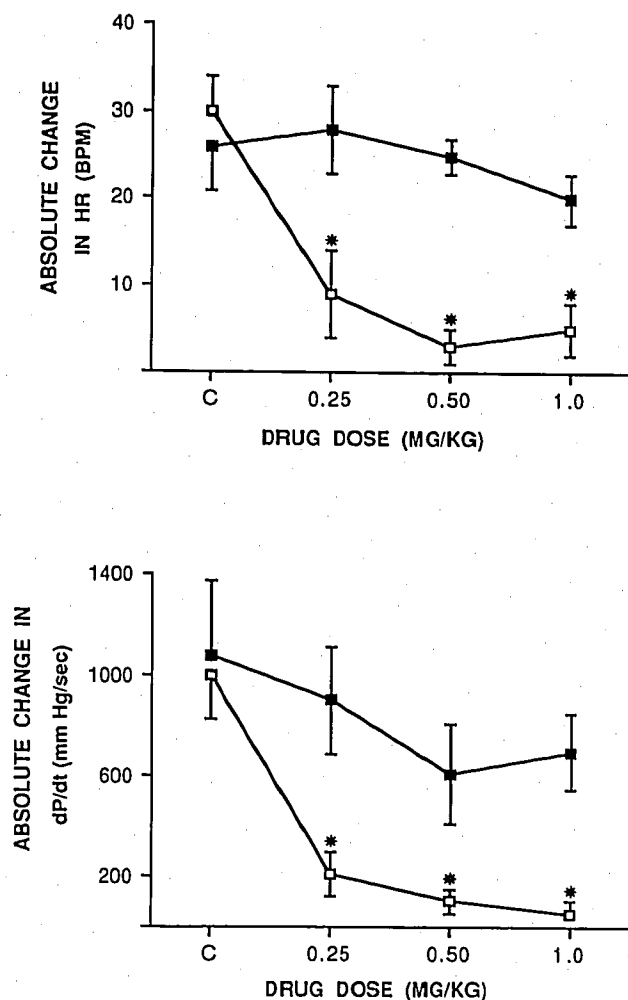 40
30
20
10
ABSOLUTE CHANGE
IN HR (BPM)
*
*
*
C 0.25 0.50 1.0
DRUG DOSE (MG/KG)
1400
1000
600
200
ABSOLUTE CHANGE IN
dP/dt (mm Hg/sec)
*
*
*
C 0.25 0.50 1.0
DRUG DOSE (MG/KG)